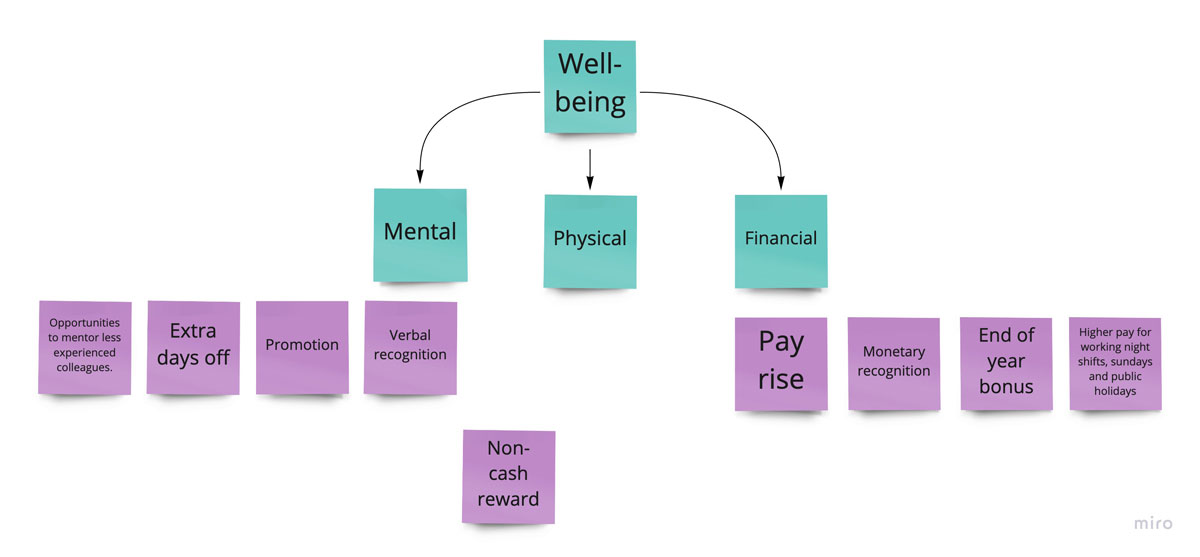 Well-
being
Mental
Physical
Financial
Opportunities
to mentor less
experienced
colleagues.
Extra
days off
Promotion
Verbal
recognition
Pay
rise
Monetary
recognition
End of
year
bonus
Higher pay for
working night
shifts, sundays
and public
holidays
Non-
cash
reward
miro